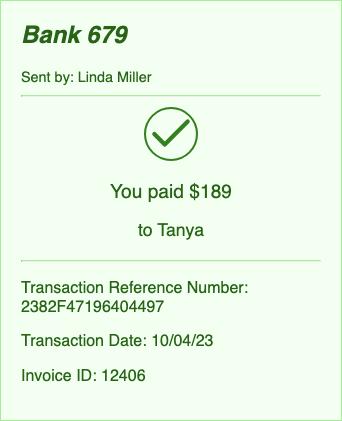 Bank 679
Sent by: Linda Miller
You paid $189
to Tanya
Transaction Reference Number:
2382F47196404497
Transaction Date: 10/04/23
Invoice ID: 12406